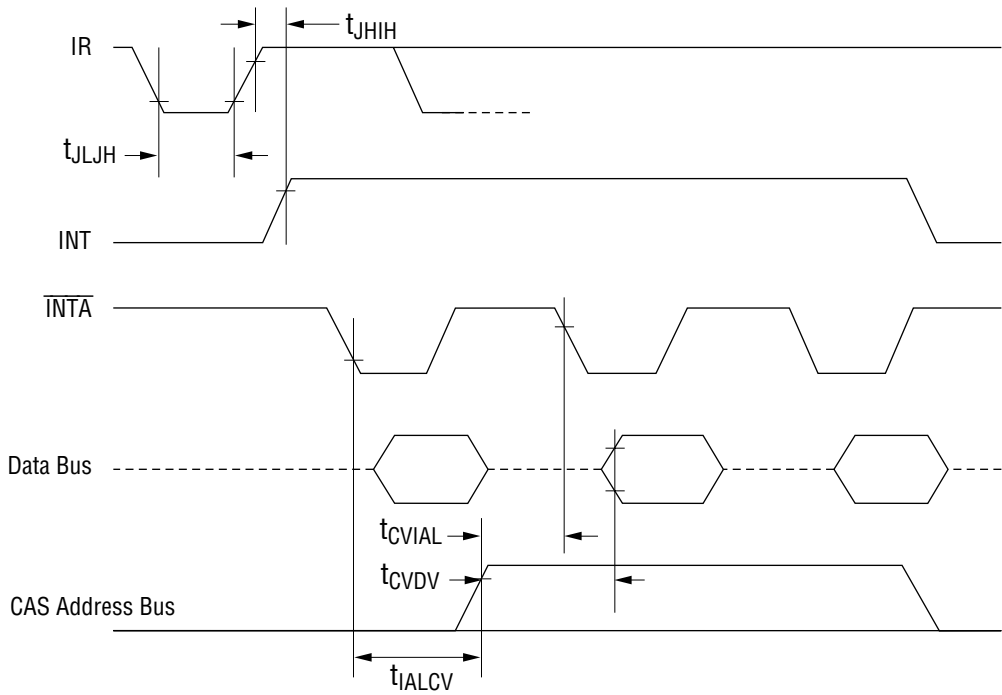 tJHIH
IR
tJLJH
INT
INTA
Data Bus
tCVIAL
tCVDV
CAS Address Bus
tIALCV